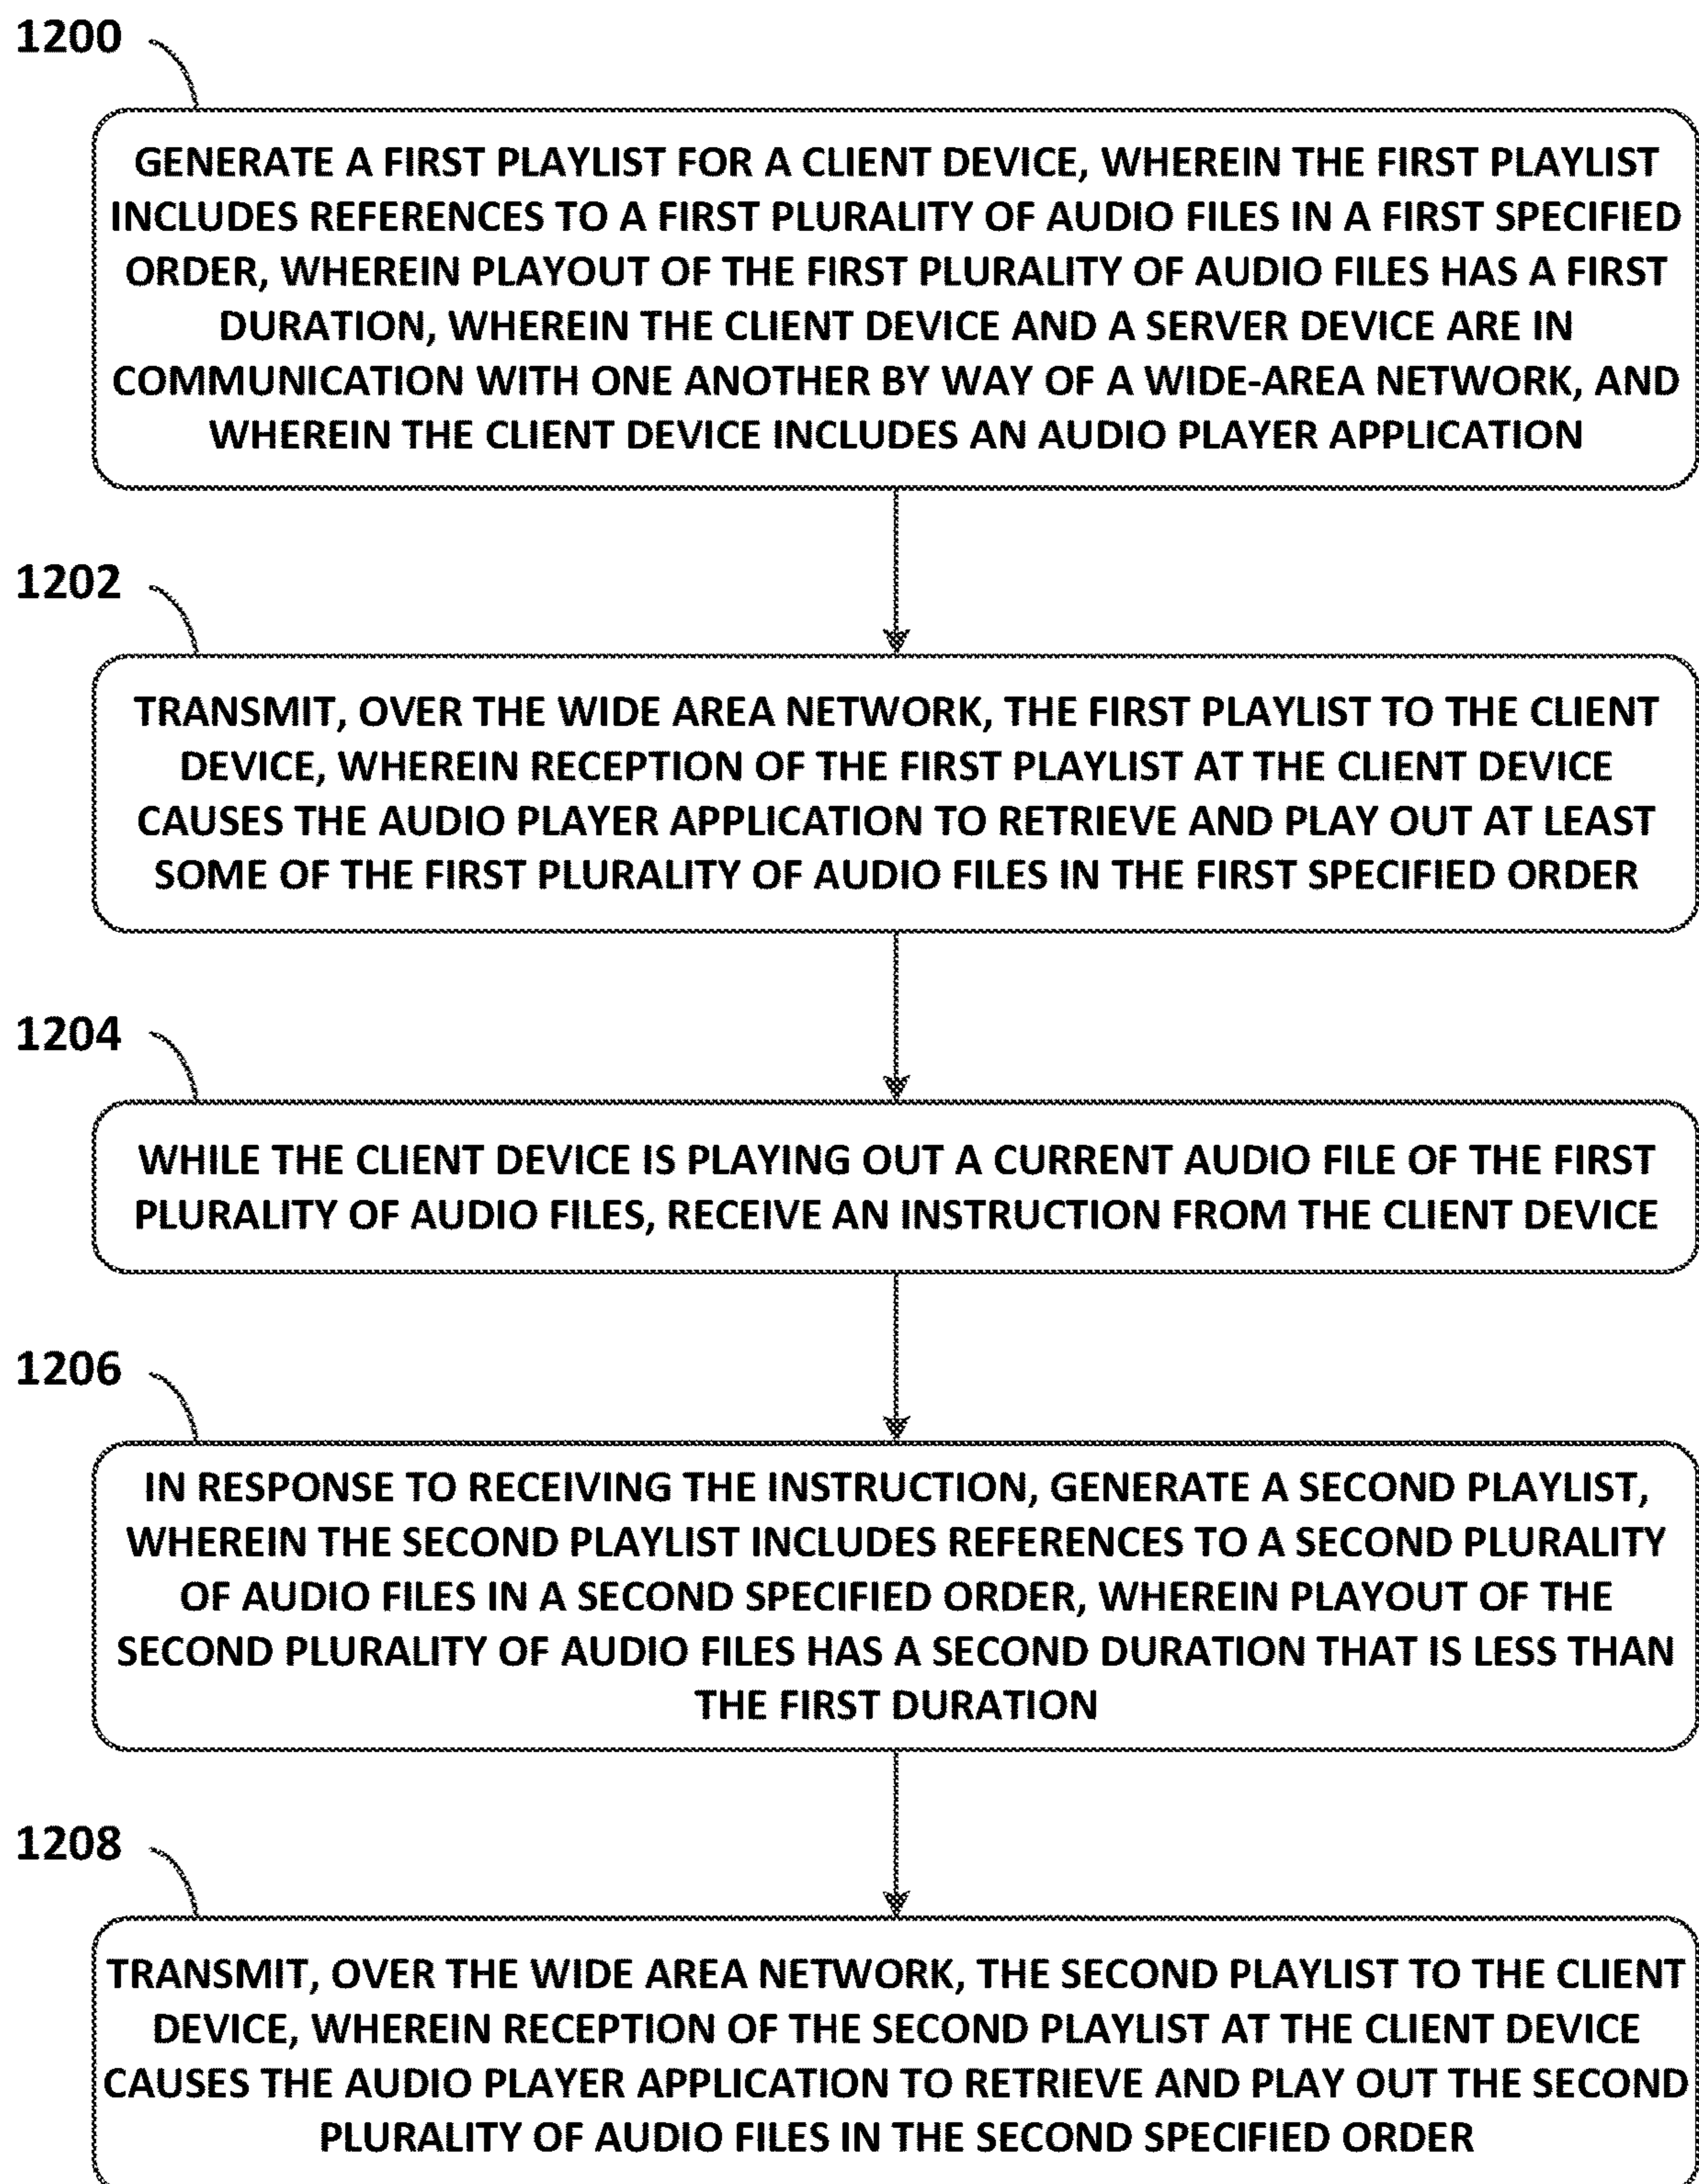 1200
GENERATE A FIRST PLAYLIST FOR A CLIENT DEVICE, WHEREIN THE FIRST PLAYLIST
INCLUDES REFERENCES TO A FIRST PLURALITY OF AUDIO FILES IN A FIRST SPECIFIED
ORDER, WHEREIN PLAYOUT OF THE FIRST PLURALITY OF AUDIO FILES HAS A FIRST
DURATION, WHEREIN THE CLIENT DEVICE AND A SERVER DEVICE ARE IN
COMMUNICATION WITH ONE ANOTHER BY WAY OF A WIDE-AREA NETWORK, AND
WHEREIN THE CLIENT DEVICE INCLUDES AN AUDIO PLAYER APPLICATION
1202
TRANSMIT, OVER THE WIDE AREA NETWORK, THE FIRST PLAYLIST TO THE CLIENT
DEVICE, WHEREIN RECEPTION OF THE FIRST PLAYLIST AT THE CLIENT DEVICE
CAUSES THE AUDIO PLAYER APPLICATION TO RETRIEVE AND PLAY OUT AT LEAST
SOME OF THE FIRST PLURALITY OF AUDIO FILES IN THE FIRST SPECIFIED ORDER
1204
WHILE THE CLIENT DEVICE IS PLAYING OUT A CURRENT AUDIO FILE OF THE FIRST
PLURALITY OF AUDIO FILES, RECEIVE AN INSTRUCTION FROM THE CLIENT DEVICE
1206
IN RESPONSE TO RECEIVING THE INSTRUCTION, GENERATE A SECOND PLAYLIST,
WHEREIN THE SECOND PLAYLIST INCLUDES REFERENCES TO A SECOND PLURALITY
OF AUDIO FILES IN A SECOND SPECIFIED ORDER, WHEREIN PLAYOUT OF THE
SECOND PLURALITY OF AUDIO FILES HAS A SECOND DURATION THAT IS LESS THAN
THE FIRST DURATION
1208
TRANSMIT, OVER THE WIDE AREA NETWORK, THE SECOND PLAYLIST TO THE CLIENT
DEVICE, WHEREIN RECEPTION OF THE SECOND PLAYLIST AT THE CLIENT DEVICE
CAUSES THE AUDIO PLAYER APPLICATION TO RETRIEVE AND PLAY OUT THE SECOND
PLURALITY OF AUDIO FILES IN THE SECOND SPECIFIED ORDER